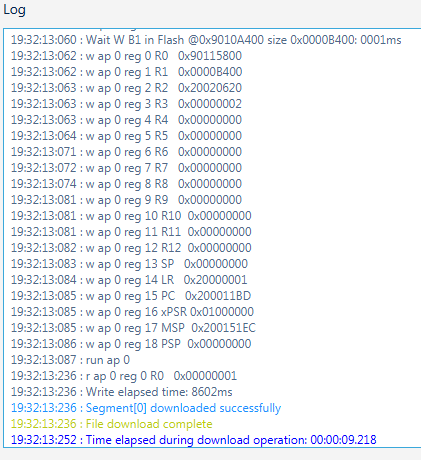 Log
19:32:13:060 : Wait W B1 in Flash @0x9010A400 size 0x0000B400: 0001ms
19:32:13:062 : w ap 0 reg 0 R0 0x90115800
19:32:13:062 : w ap 0 reg 1 R1 0x0000B400
19:32:13:063 : w ap 0 reg 2 R2 0x20020620
19:32:13:063 : w ap 0 reg 3 R3 0x00000002
19:32:13:063 : w ap 0 reg 4 R4 0x00000000
19:32:13:064 : w ap 0 reg 5 R5 0x00000000
19:32:13:071 : w ap 0 reg 6 R6 0x00000000
19:32:13:072 : w ap 0 reg 7 R7 0x00000000
19:32:13:074 : w ap 0 reg 8 R8 0x00000000
19:32:13:081 : w ap 0 reg 9 R9 0x00000000
19:32:13:081 : w ap 0 reg 10 R10 0x00000000
19:32:13:081 : w ap 0 reg 11 R11 0x00000000
19:32:13:082 : w ap 0 reg 12 R12 0x00000000
19:32:13:083 : w ap 0 reg 13 SP 0x00000000
19:32:13:084 : w ap 0 reg 14 LR 0x20000001
19:32:13:085 : w ap 0 reg 15 PC 0x200011BD
19:32:13:085 : w ap 0 reg 16 xPSR 0x01000000
19:32:13:085 : w ap 0 reg 17 MSP 0x200151EC
19:32:13:086 : w ap 0 reg 18 PSP 0x00000000
19:32:13:087 : run ap 0
19:32:13:236 : r ap 0 reg 0 R0 0x00000001
19:32:13:236 : Write elapsed time: 8602ms
19:32:13:236 : Segment[0] downloaded successfully
19:32:13:236 : File download complete
19:32:13:252 : Time elapsed during download operation: 00:00:09.218